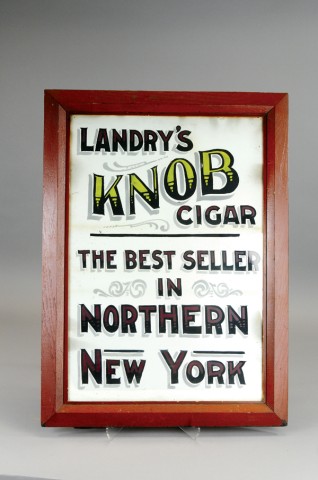 LANDRY'S
KNOB
CIGAR
THE BEST SELLER
IN
NORTHERN
NEW YORK